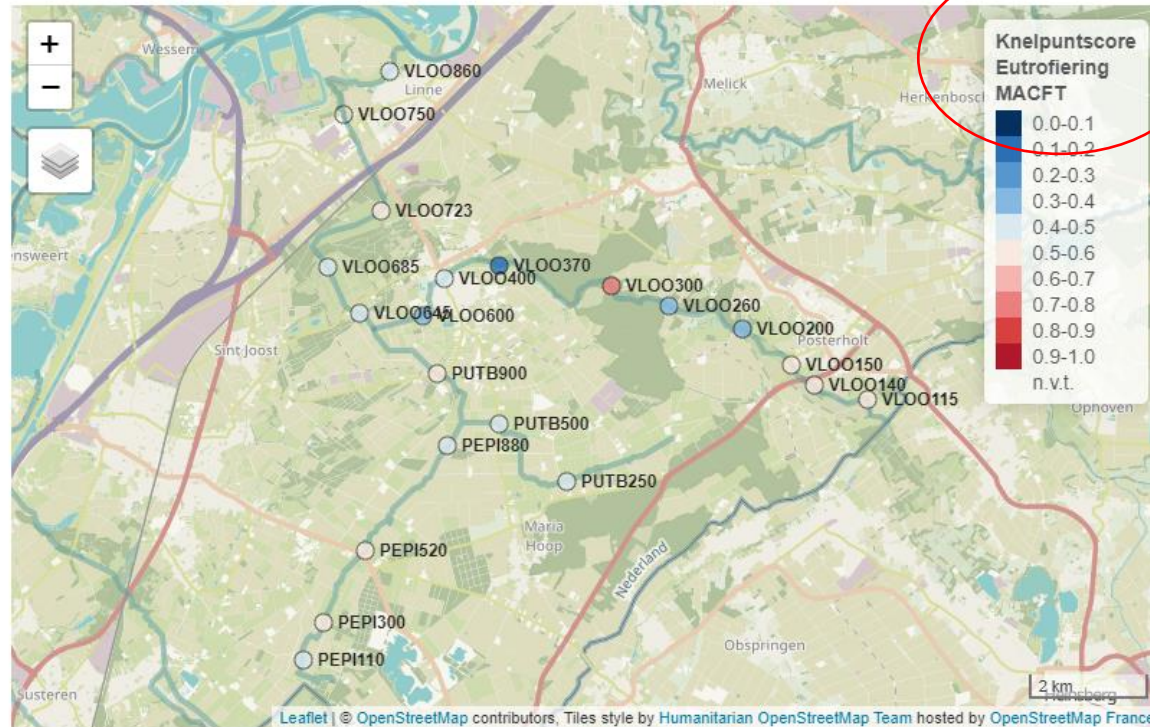 +
−
Wessem
VLOO860
Linne
VLOO750
Melick
Herkenbosch
Knelpuntscore
Eutrofiering
MACFT
0.0-0.1
0.1-0.2
0.2-0.3
0.3-0.4
0.4-0.5
0.5-0.6
0.6-0.7
0.7-0.8
0.8-0.9
0.9-1.0
n.v.t.
VLOO723
ensweert
VLOO685
VLOO370
VLOO400
VLOO300
VLOO260
VLOO645
VLOO600
VLOO200
Posterholt
Sint Joost
VLOO150
PUTB900
VLOO140
VLOO115
Ophoven
PUTB500
PEPI880
PUTB250
Maria
Hoop
PEPI520
Nederland
PEPI300
Obspringen
PEPI110
2 km
Susteren
Heinsberg
Leaflet | © OpenStreetMap contributors, Tiles style by Humanitarian OpenStreetMap Team hosted by OpenStreetMap France